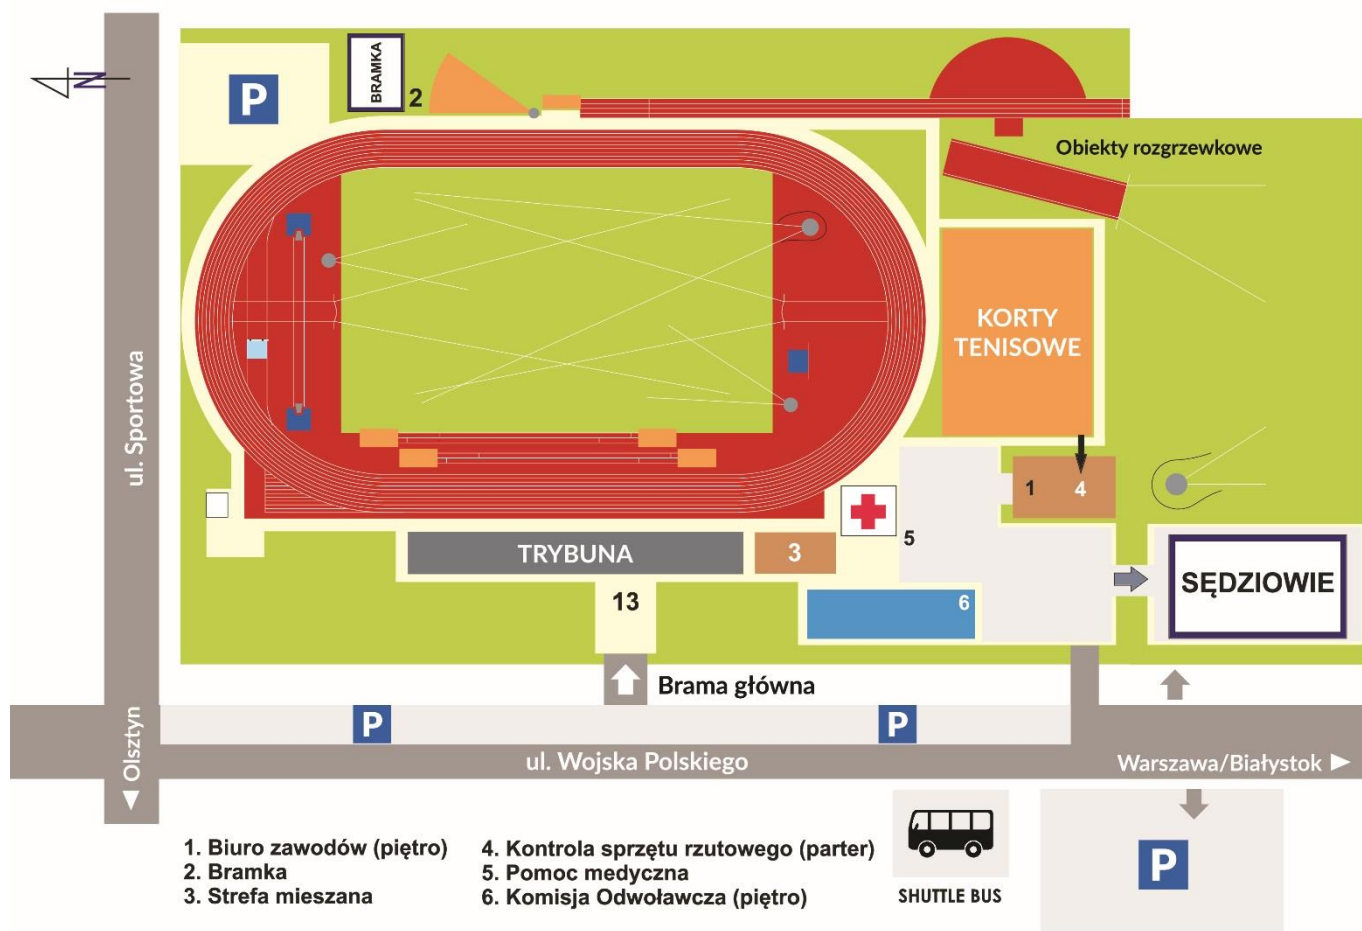 N
P
BRAMKA
2
Obiekty rozgrzewkowe
KORTY
TENISOWE
ul. Sportowa
1
4
5
TRYBUNA
3
SĘDZIOWIE
13
6
Brama główna
P
P
Olsztyn
ul. Wojska Polskiego
Warszawa/Białystok
1. Biuro zawodów (piętro)
2. Bramka
3. Strefa mieszana
4. Kontrola sprzętu rzutowego (parter)
5. Pomoc medyczna
6. Komisja Odwoławcza (piętro)
SHUTTLE BUS
P